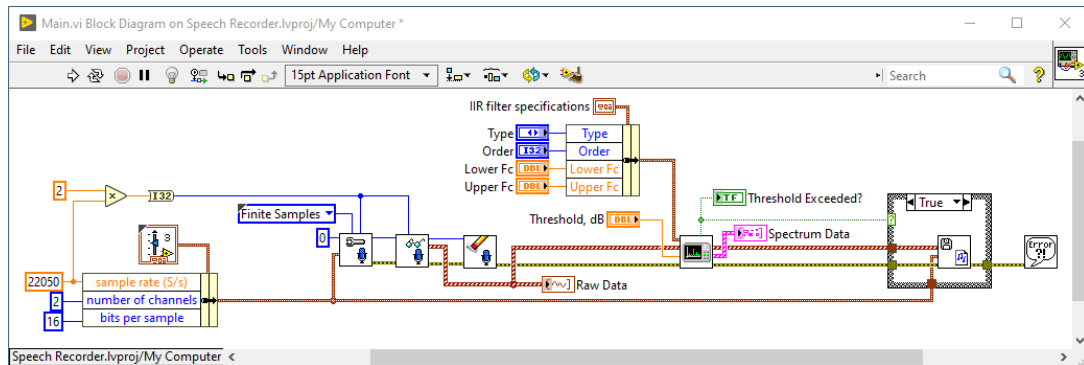 Main.vi Block Diagram on Speech Recorder.lvproj/My Computer *
File Edit View Project Operate Tools Window Help
15pt Application Font
Search
3
IIR filter specifications
Type Type
Order I32 Order
Lower Fc DBL Lower Fc
Upper Fc DBL Upper Fc
2
I32
Finite Samples
0
Threshold, dB DBL
TF Threshold Exceeded?
Spectrum Data
True
?
Error
?!
3
22050 sample rate (S/s)
2 number of channels
16 bits per sample
Raw Data
Speech Recorder.lvproj/My Computer